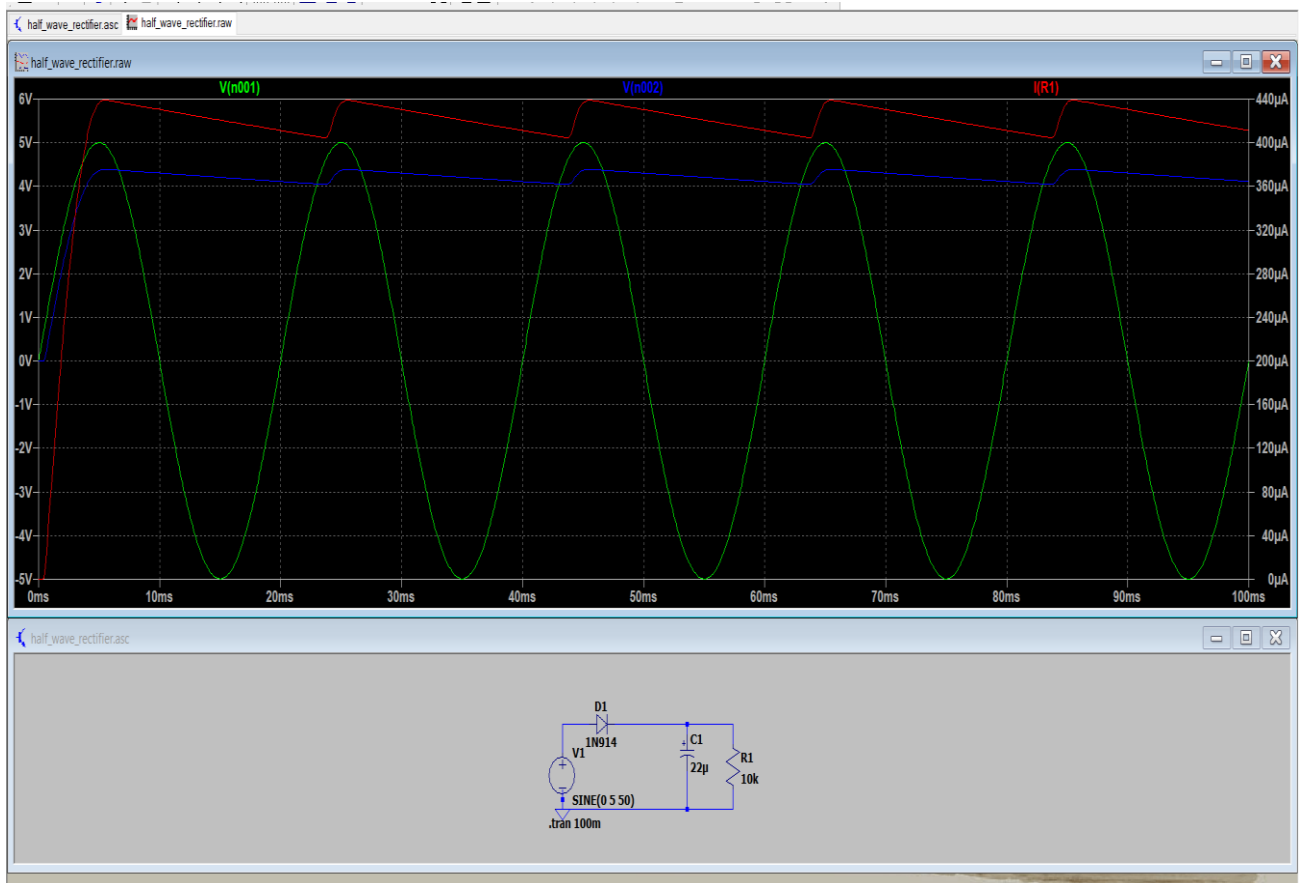 half_wave_rectifier.asc half_wave_rectifier.raw
half_wave_rectifier.raw
V(n001) V(n002) I(R1)
6V 440µA
5V 400µA
4V 360µA
3V 320µA
2V 280µA
1V 240µA
0V 200µA
-1V 160µA
-2V 120µA
-3V 80µA
-4V 40µA
-5V 0µA
0ms 10ms 20ms 30ms 40ms 50ms 60ms 70ms 80ms 90ms 100ms
half_wave_rectifier.asc
D1
1N914
V1
C1
22µ
R1
10k
SINE(0 5 50)
.tran 100m